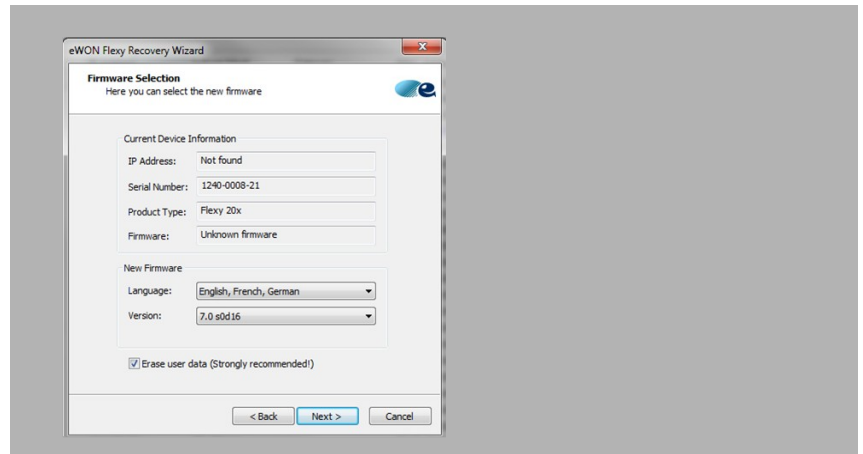 eWON Flexy Recovery Wizard
Firmware Selection
Here you can select the new firmware
Current Device Information
IP Address: Not found
Serial Number: 1240-0008-21
Product Type: Flexy 20x
Firmware: Unknown firmware
New Firmware
Language: English, French, German
Version: 7.0 s0d16
Erase user data (Strongly recommended!)
< Back Next > Cancel